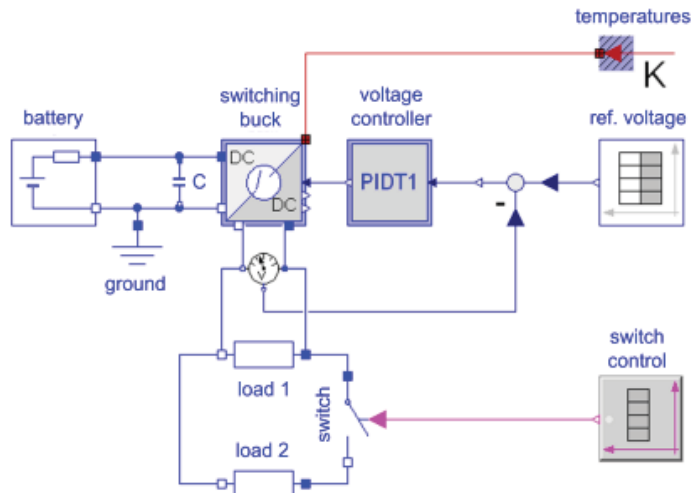 temperatures
K
switching
buck
voltage
controller
ref. voltage
battery
DC
C
DC
PIDT1
-
V
ground
load 1
switch
load 2
switch
control